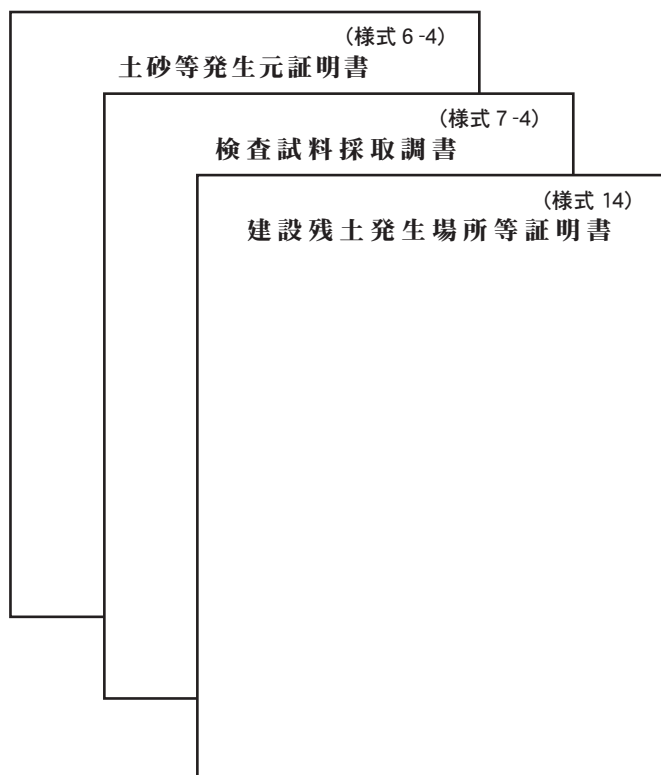 (様式 6-4)
土砂等発生元証明書
(様式 7-4)
検査試料採取調書
(様式 14)
建設残土発生場所等証明書